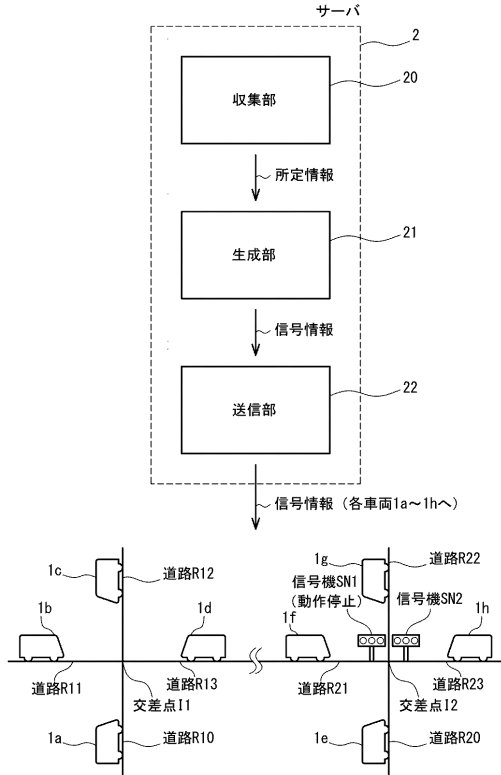 サーバ
2
収集部
20
所定情報
生成部
21
信号情報
送信部
22
信号情報（各車両1a～1hへ）
1c
道路R12
1g
道路R22
信号機SN1
（動作停止）
信号機SN2
1b
1d
1f
1h
道路R11
道路R13
道路R21
道路R23
交差点I1
交差点I2
1a
道路R10
1e
道路R20